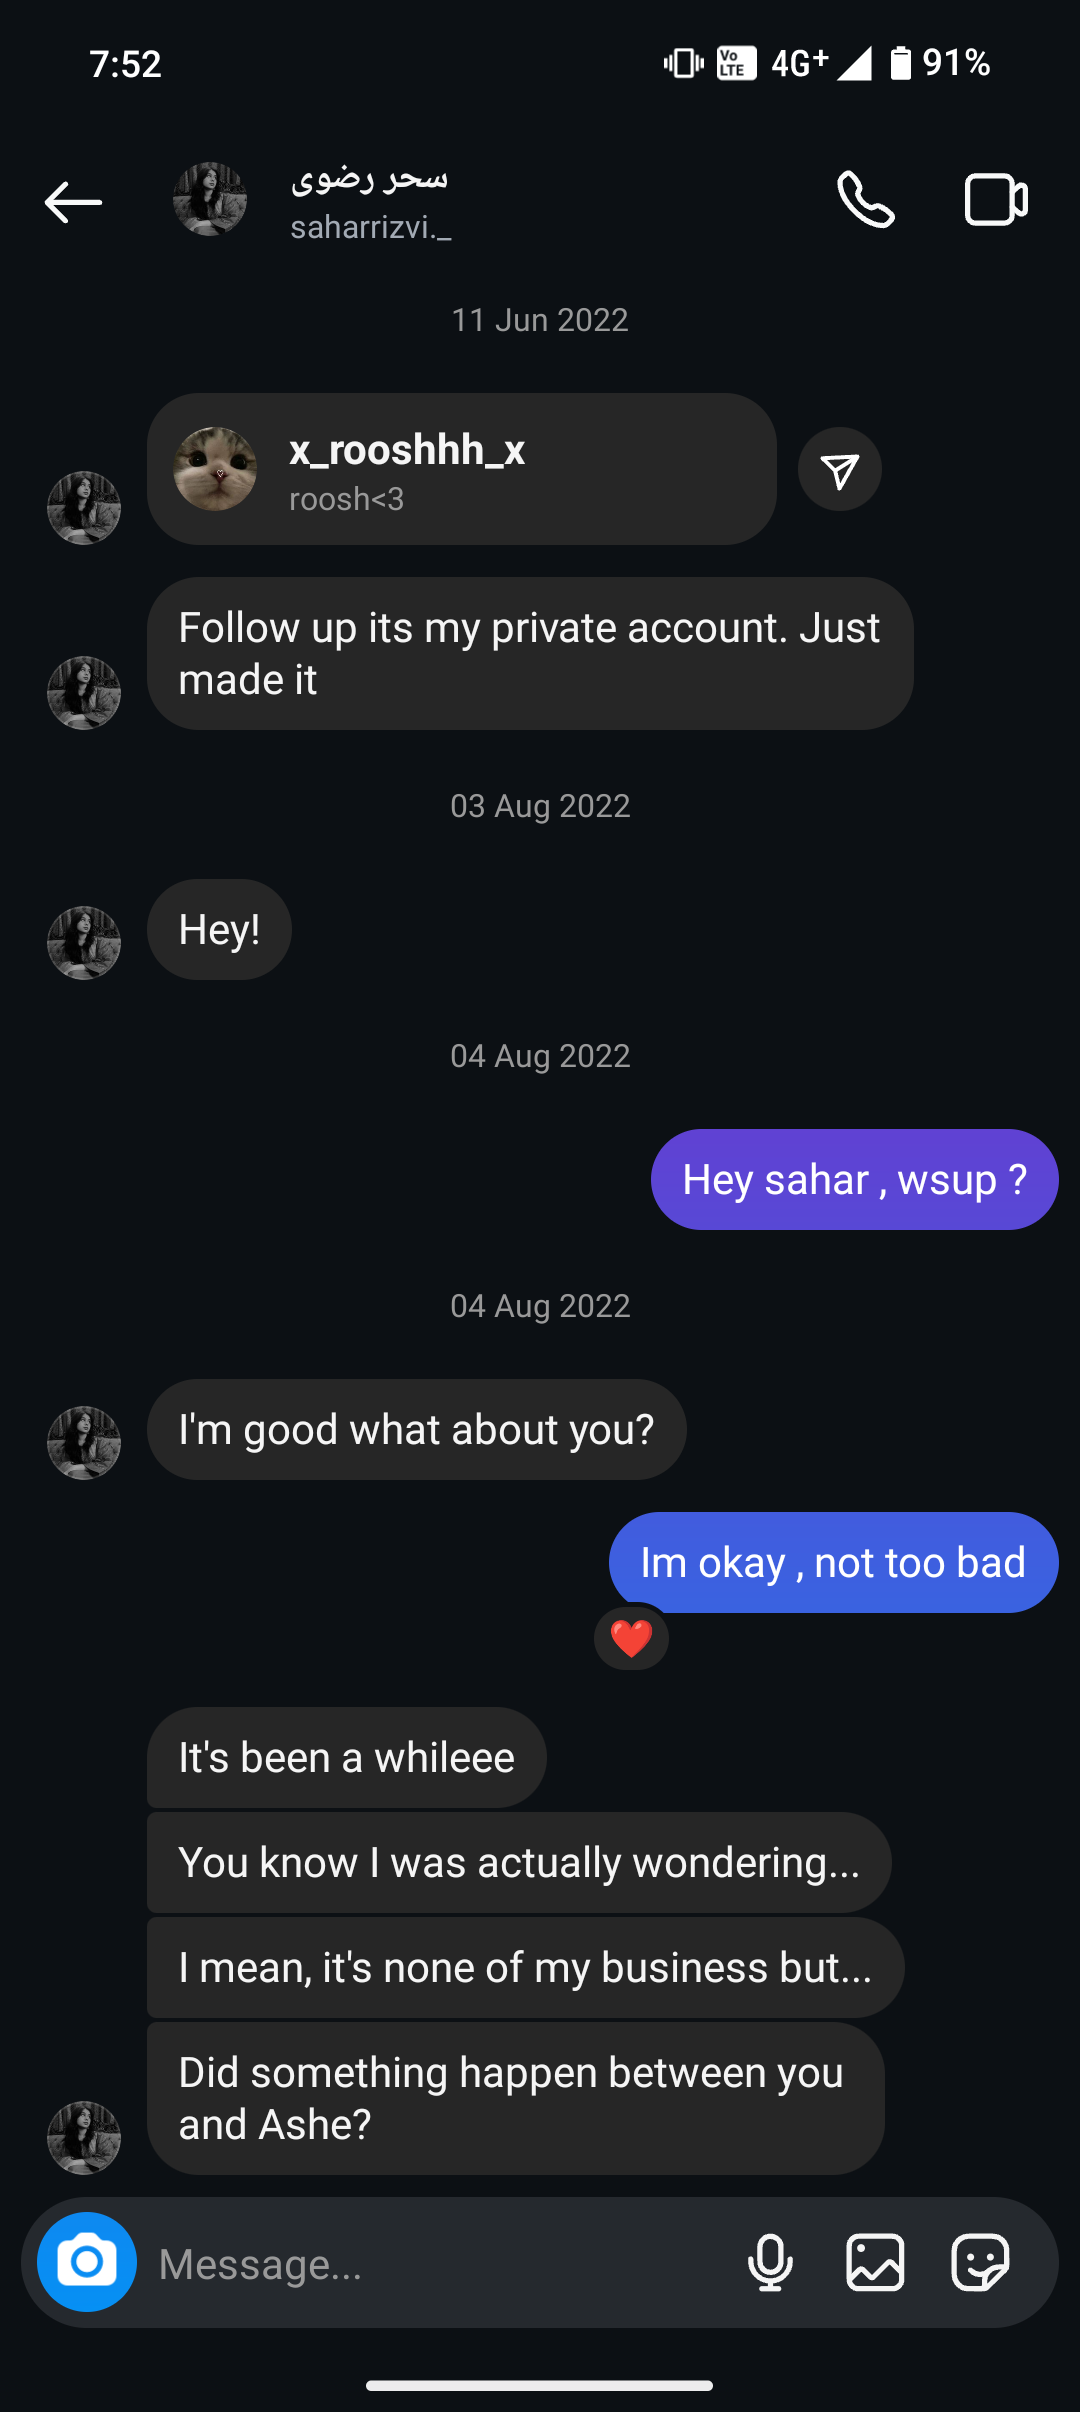 7:52
Vo LTE 4G+ 91%
سحر رضوی
saharrizvi._
11 Jun 2022
x_rooshhh_x
roosh<3
Follow up its my private account. Just
made it
03 Aug 2022
Hey!
04 Aug 2022
Hey sahar , wsup ?
04 Aug 2022
I'm good what about you?
Im okay , not too bad
❤️
It's been a whileee
You know I was actually wondering...
I mean, it's none of my business but...
Did something happen between you
and Ashe?
Message...